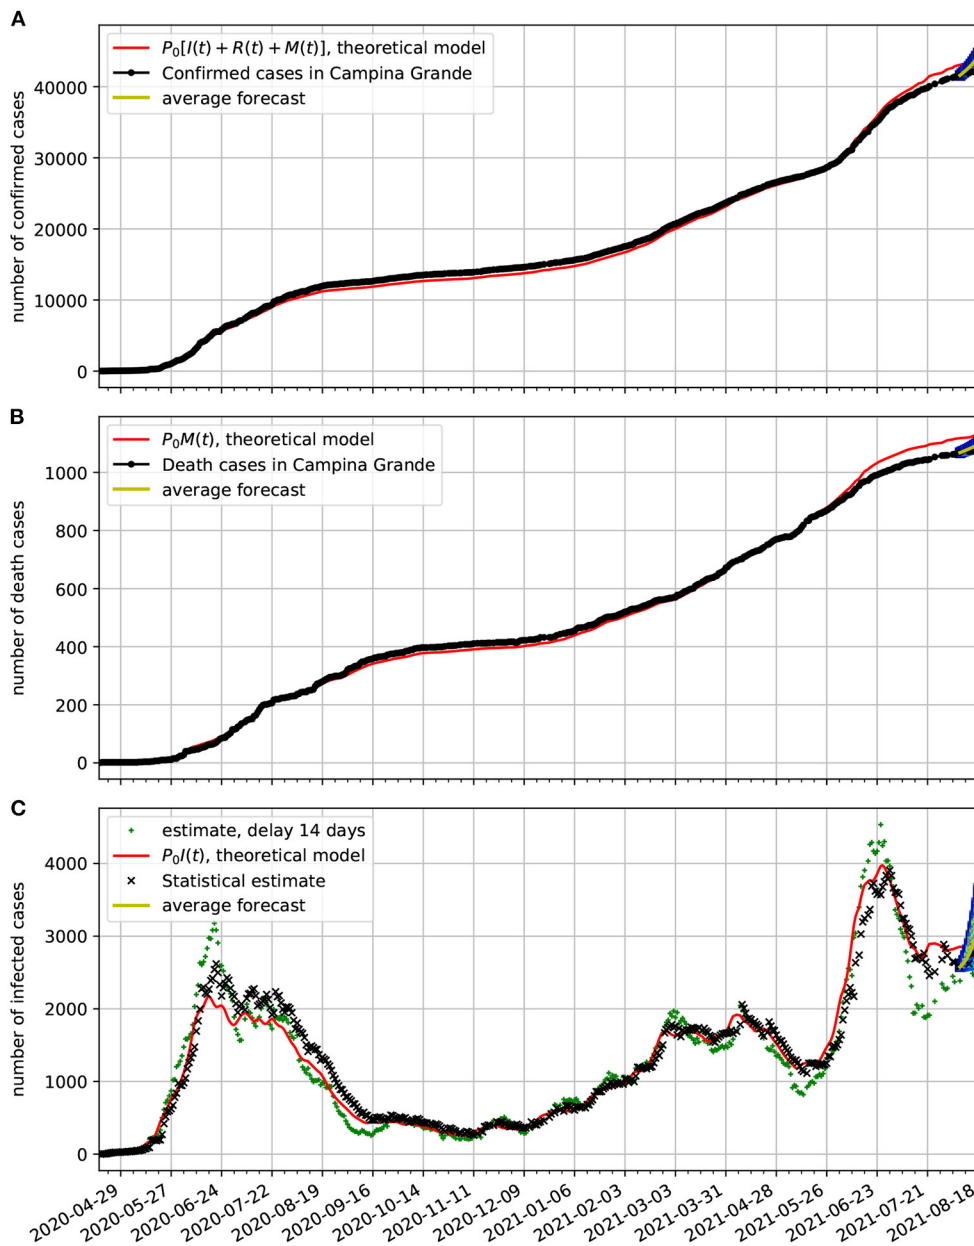 A
P₀[I(t) + R(t) + M(t)], theoretical model
Confirmed cases in Campina Grande
average forecast
number of confirmed cases
40000
30000
20000
10000
0
B
P₀M(t), theoretical model
Death cases in Campina Grande
average forecast
number of death cases
1000
800
600
400
200
0
C
estimate, delay 14 days
P₀I(t), theoretical model
Statistical estimate
average forecast
number of infected cases
4000
3000
2000
1000
0
2020-04-29
2020-05-27
2020-06-24
2020-07-22
2020-08-19
2020-09-16
2020-10-14
2020-11-11
2020-12-09
2021-01-06
2021-02-03
2021-03-03
2021-03-31
2021-04-28
2021-05-26
2021-06-23
2021-07-21
2021-08-18